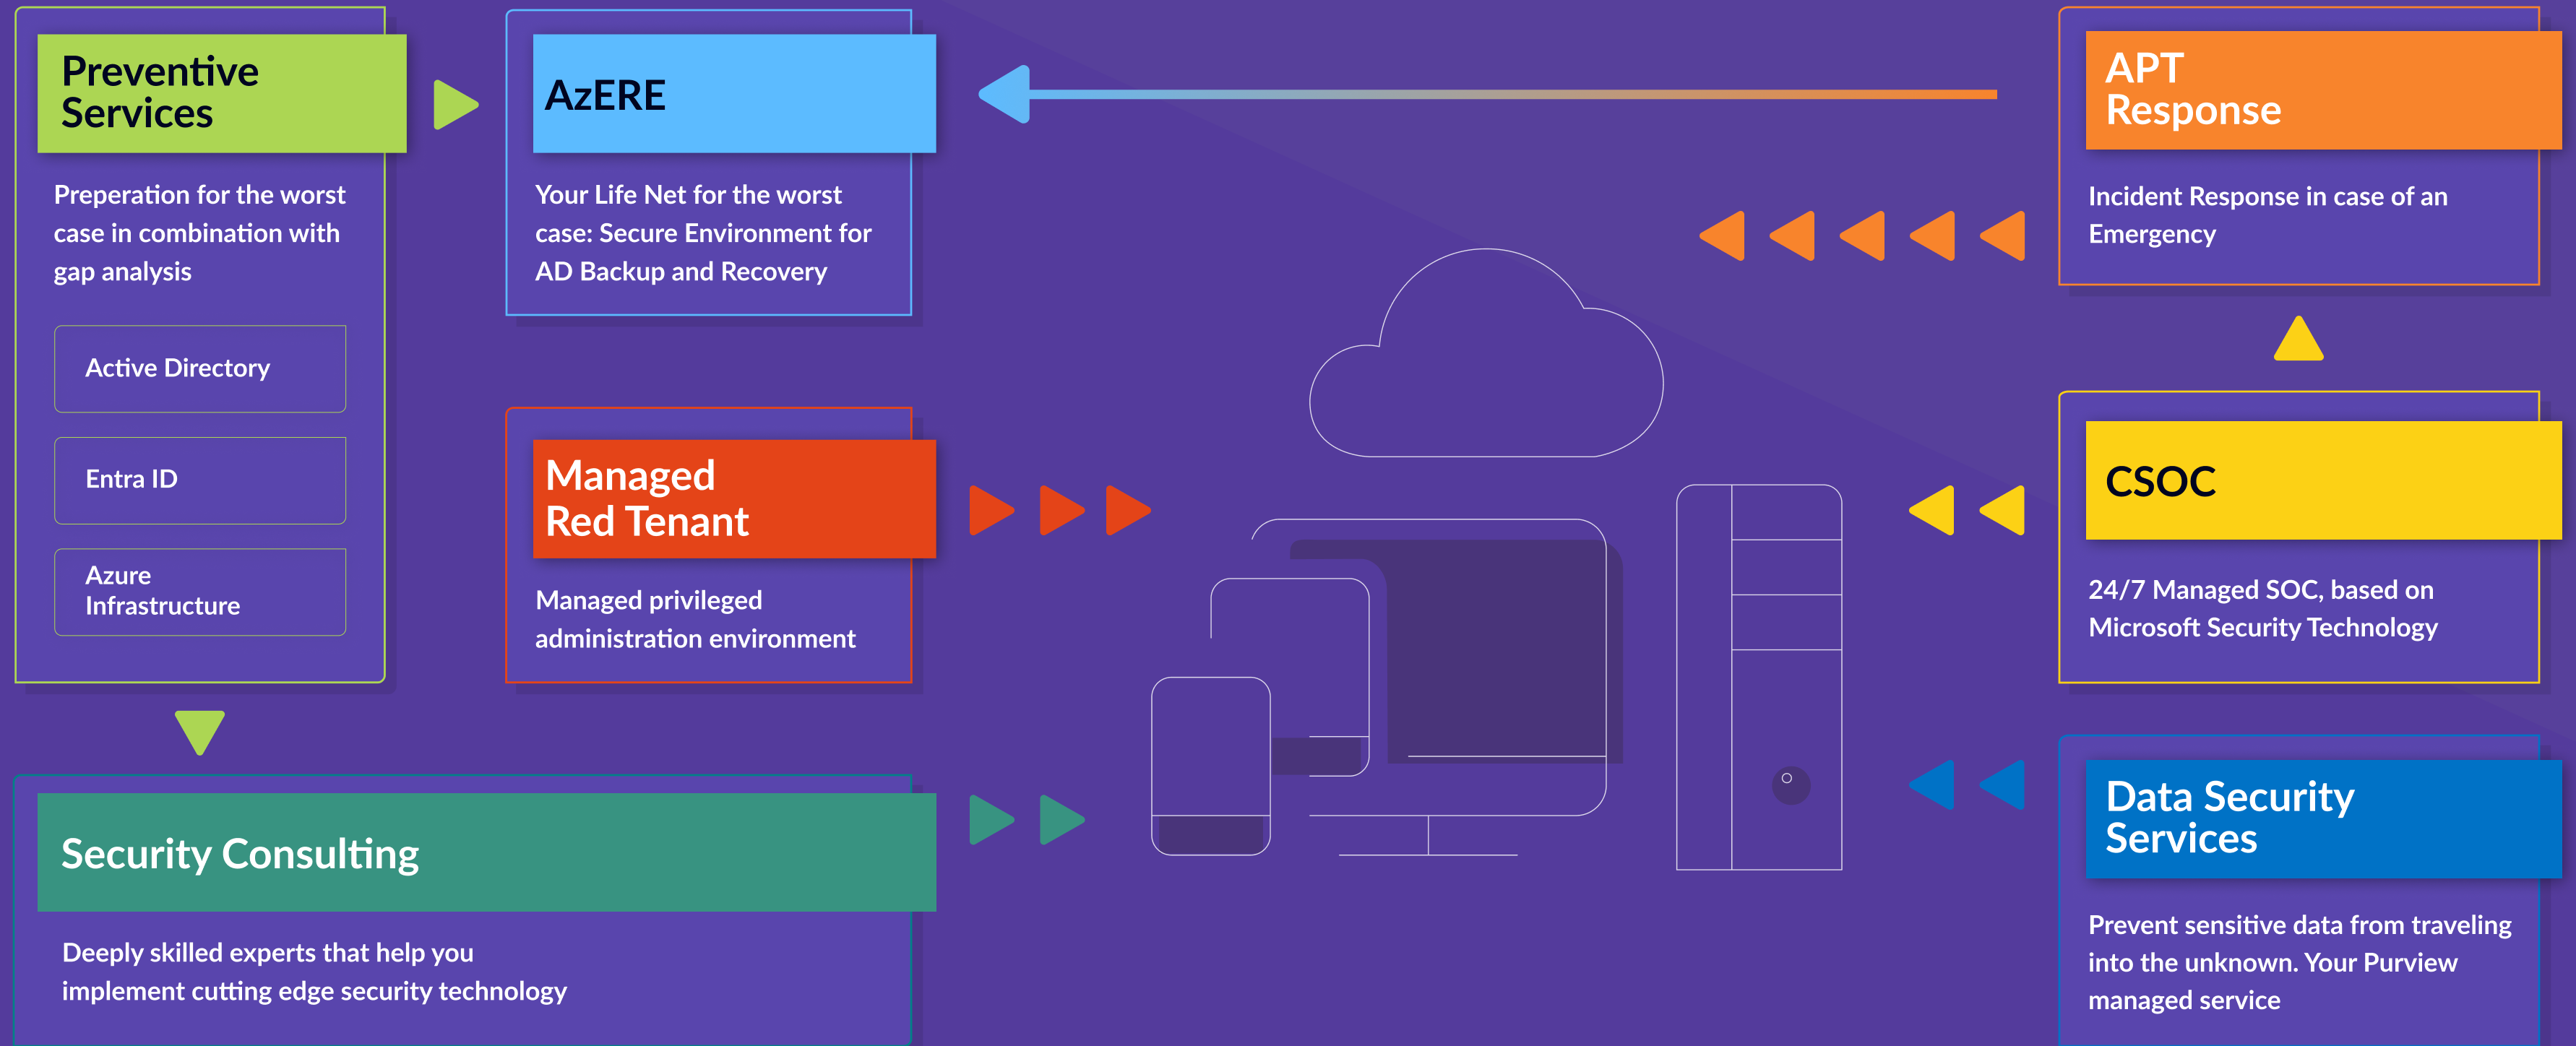 Preventive
Services
Preperation for the worst
case in combination with
gap analysis
Active Directory
Entra ID
Azure
Infrastructure
AzERE
Your Life Net for the worst
case: Secure Environment for
AD Backup and Recovery
Managed
Red Tenant
Managed privileged
administration environment
Security Consulting
Deeply skilled experts that help you
implement cutting edge security technology
APT
Response
Incident Response in case of an
Emergency
CSOC
24/7 Managed SOC, based on
Microsoft Security Technology
Data Security
Services
Prevent sensitive data from traveling
into the unknown. Your Purview
managed service